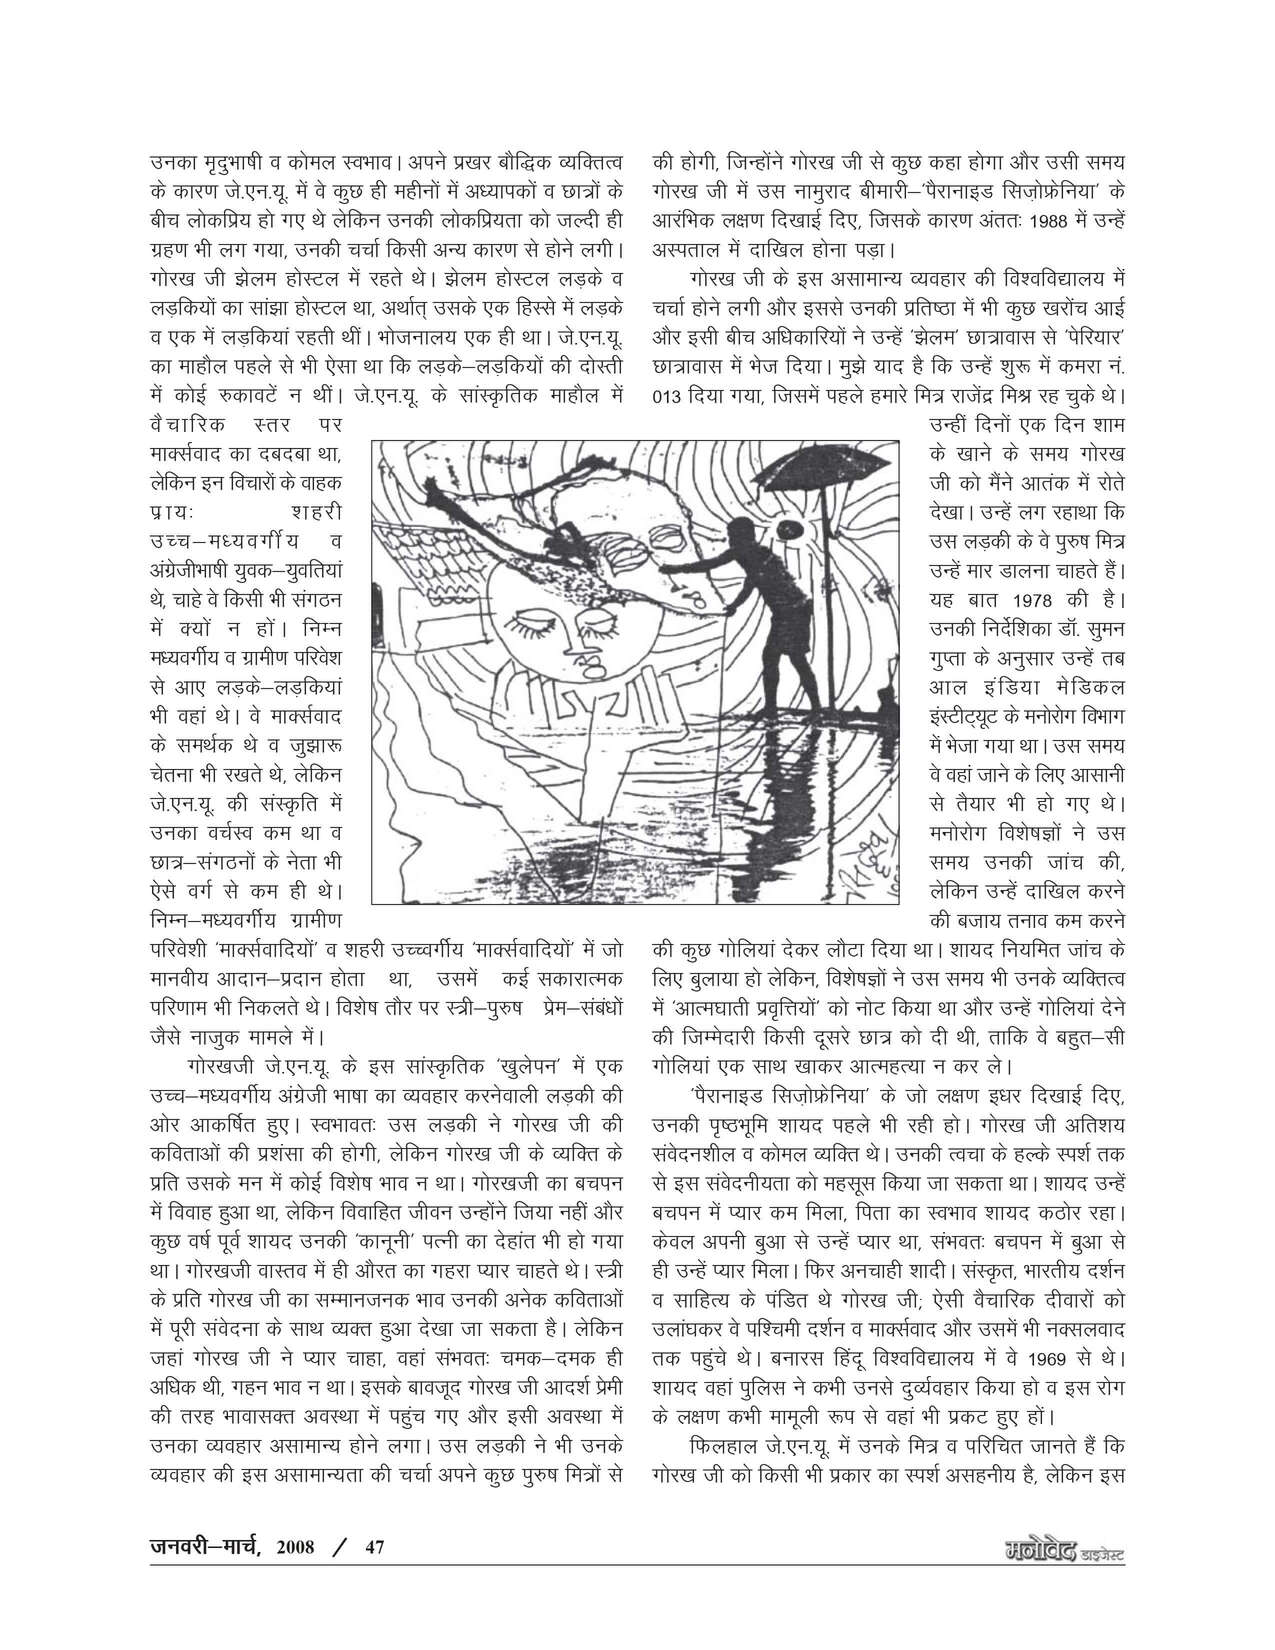 उनका मृदुभाषी व कोमल स्वभाव। अपने प्रखर बौद्धिक व्यक्तित्व
के कारण जे.एन.यू. में वे कुछ ही महीनों में अध्यापकों व छात्रों के
बीच लोकप्रिय हो गए थे लेकिन उनकी लोकप्रियता को जल्दी ही
ग्रहण भी लग गया, उनकी चर्चा किसी अन्य कारण से होने लगी।
गोरख जी झेलम होस्टल में रहते थे। झेलम होस्टल लड़के व
लड़कियों का सांझा होस्टल था, अर्थात् उसके एक हिस्से में लड़के
व एक में लड़कियां रहती थीं। भोजनालय एक ही था। जे.एन.यू.
का माहौल पहले से भी ऐसा था कि लड़के–लड़कियों की दोस्ती
में कोई रुकावटें न थीं। जे.एन.यू. के सांस्कृतिक माहौल में
वैचारिक स्तर पर
मार्क्सवाद का दबदबा था,
लेकिन इन विचारों के वाहक
प्रायः शहरी
उच्च–मध्यवर्गीय व
अंग्रेजीभाषी युवक–युवतियां
थे, चाहे वे किसी भी संगठन
में क्यों न हों। निम्न
मध्यवर्गीय व ग्रामीण परिवेश
से आए लड़के–लड़कियां
भी वहां थे। वे मार्क्सवाद
के समर्थक थे व जुझारू
चेतना भी रखते थे, लेकिन
जे.एन.यू. की संस्कृति में
उनका वर्चस्व कम था व
छात्र–संगठनों के नेता भी
ऐसे वर्ग से कम ही थे।
निम्न–मध्यवर्गीय ग्रामीण
परिवेशी 'मार्क्सवादियों' व शहरी उच्च्वर्गीय 'मार्क्सवादियों' में जो
मानवीय आदान–प्रदान होता था, उसमें कई सकारात्मक
परिणाम भी निकलते थे। विशेष तौर पर स्त्री–पुरुष प्रेम–संबंधों
जैसे नाजुक मामले में।
गोरखजी जे.एन.यू. के इस सांस्कृतिक 'खुलेपन' में एक
उच्च–मध्यवर्गीय अंग्रेजी भाषा का व्यवहार करनेवाली लड़की की
ओर आकर्षित हुए। स्वभावतः उस लड़की ने गोरख जी की
कविताओं की प्रशंसा की होगी, लेकिन गोरख जी के व्यक्ति के
प्रति उसके मन में कोई विशेष भाव न था। गोरखजी का बचपन
में विवाह हुआ था, लेकिन विवाहित जीवन उन्होंने जिया नहीं और
कुछ वर्ष पूर्व शायद उनकी 'कानूनी' पत्नी का देहांत भी हो गया
था। गोरखजी वास्तव में ही औरत का गहरा प्यार चाहते थे। स्त्री
के प्रति गोरख जी का सम्मानजनक भाव उनकी अनेक कविताओं
में पूरी संवेदना के साथ व्यक्त हुआ देखा जा सकता है। लेकिन
जहां गोरख जी ने प्यार चाहा, वहां संभवतः चमक–दमक ही
अधिक थी, गहन भाव न था। इसके बावजूद गोरख जी आदर्श प्रेमी
की तरह भावासक्त अवस्था में पहुंच गए और इसी अवस्था में
उनका व्यवहार असामान्य होने लगा। उस लड़की ने भी उनके
व्यवहार की इस असामान्यता की चर्चा अपने कुछ पुरुष मित्रों से
की होगी, जिन्होंने गोरख जी से कुछ कहा होगा और उसी समय
गोरख जी में उस नामुराद बीमारी–'पैरानाइड सिज़ोफ्रेनिया' के
आरंभिक लक्षण दिखाई दिए, जिसके कारण अंततः 1988 में उन्हें
अस्पताल में दाखिल होना पड़ा।
गोरख जी के इस असामान्य व्यवहार की विश्वविद्यालय में
चर्चा होने लगी और इससे उनकी प्रतिष्ठा में भी कुछ खरोंच आई
और इसी बीच अधिकारियों ने उन्हें 'झेलम' छात्रावास से 'पेरियार'
छात्रावास में भेज दिया। मुझे याद है कि उन्हें शुरू में कमरा नं.
013 दिया गया, जिसमें पहले हमारे मित्र राजेंद्र मिश्र रह चुके थे।
उन्हीं दिनों एक दिन शाम
के खाने के समय गोरख
जी को मैंने आतंक में रोते
देखा। उन्हें लग रहाथा कि
उस लड़की के वे पुरुष मित्र
उन्हें मार डालना चाहते हैं।
यह बात 1978 की है।
उनकी निर्देशिका डॉ. सुमन
गुप्ता के अनुसार उन्हें तब
आल इंडिया मेडिकल
इंस्टीट्यूट के मनोरोग विभाग
में भेजा गया था। उस समय
वे वहां जाने के लिए आसानी
से तैयार भी हो गए थे।
मनोरोग विशेषज्ञों ने उस
समय उनकी जांच की,
लेकिन उन्हें दाखिल करने
की बजाय तनाव कम करने
की कुछ गोलियां देकर लौटा दिया था। शायद नियमित जांच के
लिए बुलाया हो लेकिन, विशेषज्ञों ने उस समय भी उनके व्यक्तित्व
में 'आत्मघाती प्रवृत्तियों' को नोट किया था और उन्हें गोलियां देने
की जिम्मेदारी किसी दूसरे छात्र को दी थी, ताकि वे बहुत–सी
गोलियां एक साथ खाकर आत्महत्या न कर ले।
'पैरानाइड सिज़ोफ्रेनिया' के जो लक्षण इधर दिखाई दिए,
उनकी पृष्ठभूमि शायद पहले भी रही हो। गोरख जी अतिशय
संवेदनशील व कोमल व्यक्ति थे। उनकी त्वचा के हल्के स्पर्श तक
से इस संवेदनीयता को महसूस किया जा सकता था। शायद उन्हें
बचपन में प्यार कम मिला, पिता का स्वभाव शायद कठोर रहा।
केवल अपनी बुआ से उन्हें प्यार था, संभवतः बचपन में बुआ से
ही उन्हें प्यार मिला। फिर अनचाही शादी। संस्कृत, भारतीय दर्शन
व साहित्य के पंडित थे गोरख जी; ऐसी वैचारिक दीवारों को
उलांघकर वे पश्चिमी दर्शन व मार्क्सवाद और उसमें भी नक्सलवाद
तक पहुंचे थे। बनारस हिंदू विश्वविद्यालय में वे 1969 से थे।
शायद वहां पुलिस ने कभी उनसे दुर्व्यवहार किया हो व इस रोग
के लक्षण कभी मामूली रूप से वहां भी प्रकट हुए हों।
फिलहाल जे.एन.यू. में उनके मित्र व परिचित जानते हैं कि
गोरख जी को किसी भी प्रकार का स्पर्श असहनीय है, लेकिन इस
जनवरी–मार्च, 2008 / 47
मनोवेद डाइजेस्ट